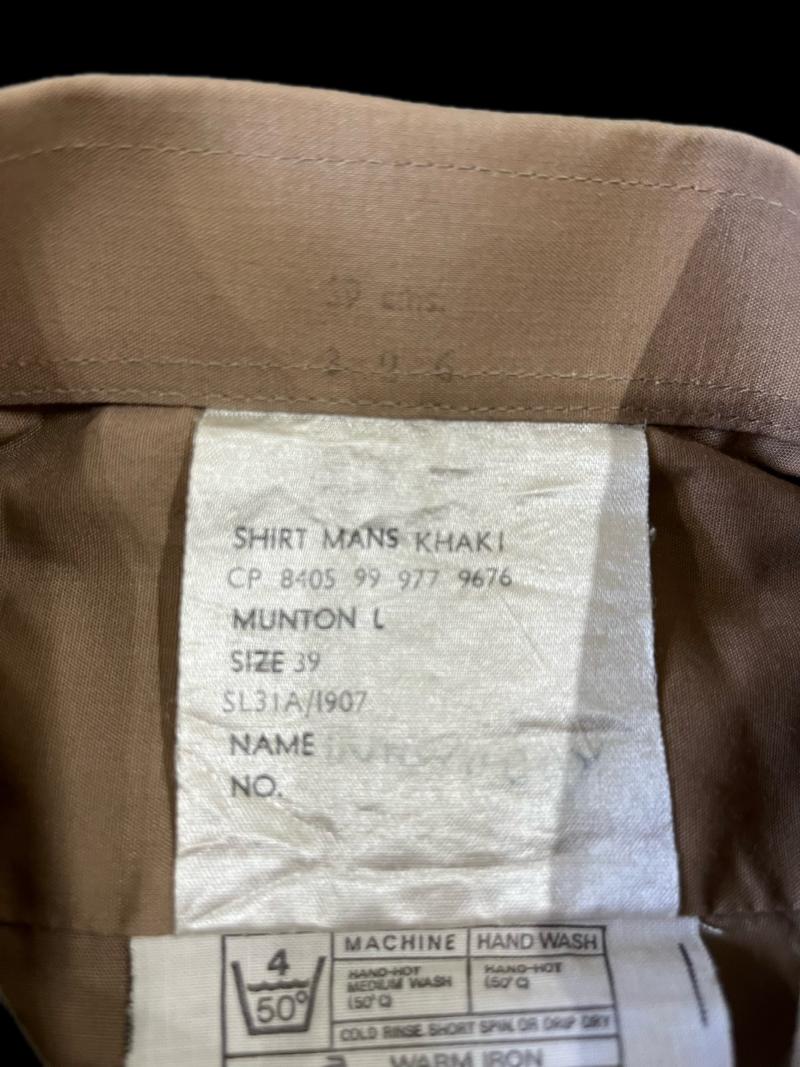 39 cms.
SHIRT MANS KHAKI
CP 8405 99 977 9676
MUNTON L
SIZE 39
SL31A/1907
NAME
NO.
4
50°
MACHINE
HAND-HOT
MEDIUM WASH
(50°C)
HAND WASH
HAND-HOT
(50°C)
COLD RINSE·SHORT SPIN OR DRIP DRY
WARM IRON